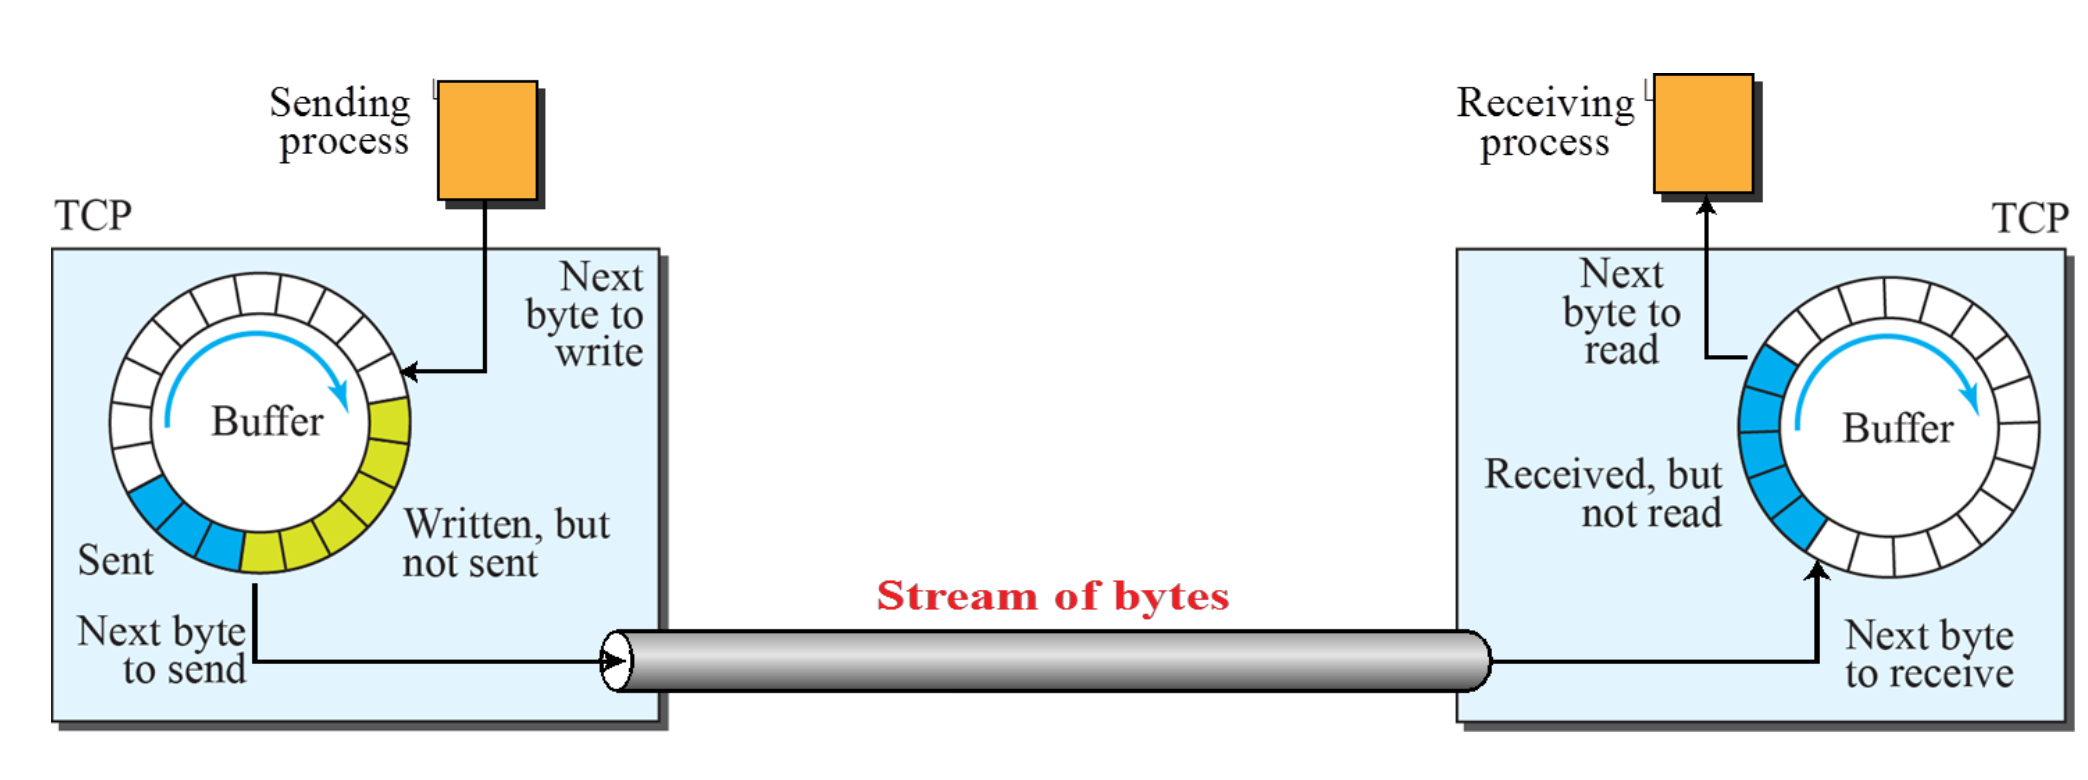 Sending
process
Receiving
process
TCP
TCP
Next
byte to
write
Buffer
Written, but
not sent
Sent
Next byte
to send
Stream of bytes
Next
byte to
read
Buffer
Received, but
not read
Next byte
to receive